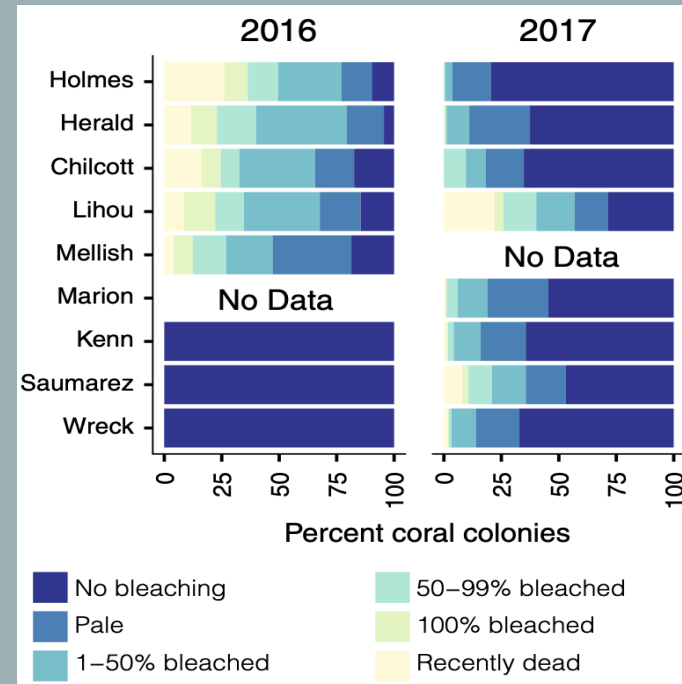 2016 2017
Holmes
Herald
Chilcott
Lihou
Mellish No Data
Marion No Data
Kenn
Saumarez
Wreck
0 25 50 75 100 0 25 50 75 100
Percent coral colonies
No bleaching 50–99% bleached
Pale 100% bleached
1–50% bleached Recently dead